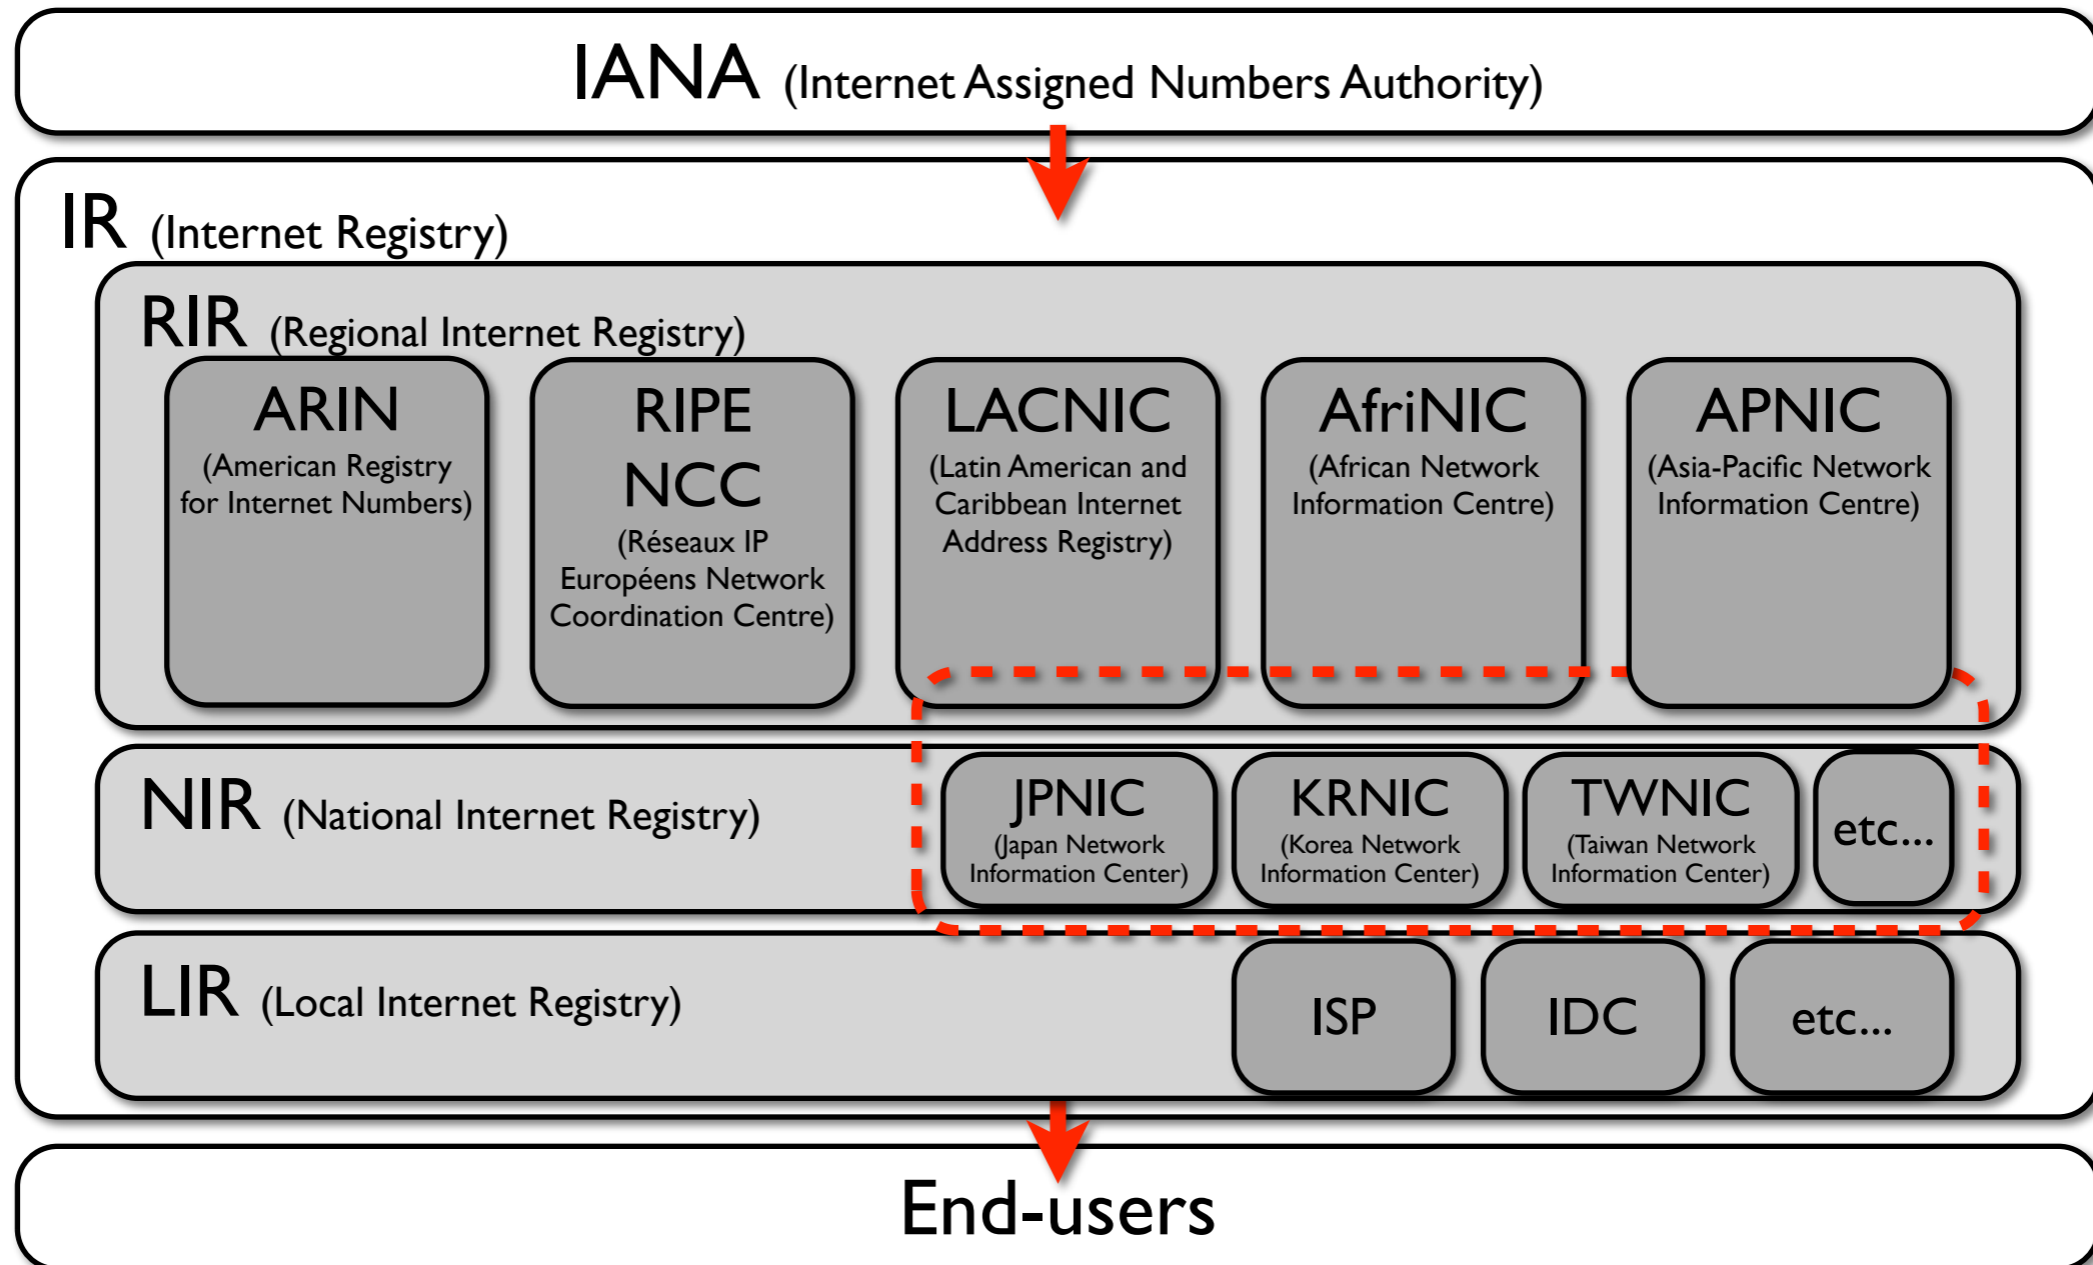 IANA (Internet Assigned Numbers Authority)
IR (Internet Registry)
RIR (Regional Internet Registry)
ARIN
(American Registry
for Internet Numbers)
RIPE
NCC
(Réseaux IP
Européens Network
Coordination Centre)
LACNIC
(Latin American and
Caribbean Internet
Address Registry)
AfriNIC
(African Network
Information Centre)
APNIC
(Asia-Pacific Network
Information Centre)
NIR (National Internet Registry)
JPNIC
(Japan Network
Information Center)
KRNIC
(Korea Network
Information Center)
TWNIC
(Taiwan Network
Information Center)
etc...
LIR (Local Internet Registry)
ISP
IDC
etc...
End-users